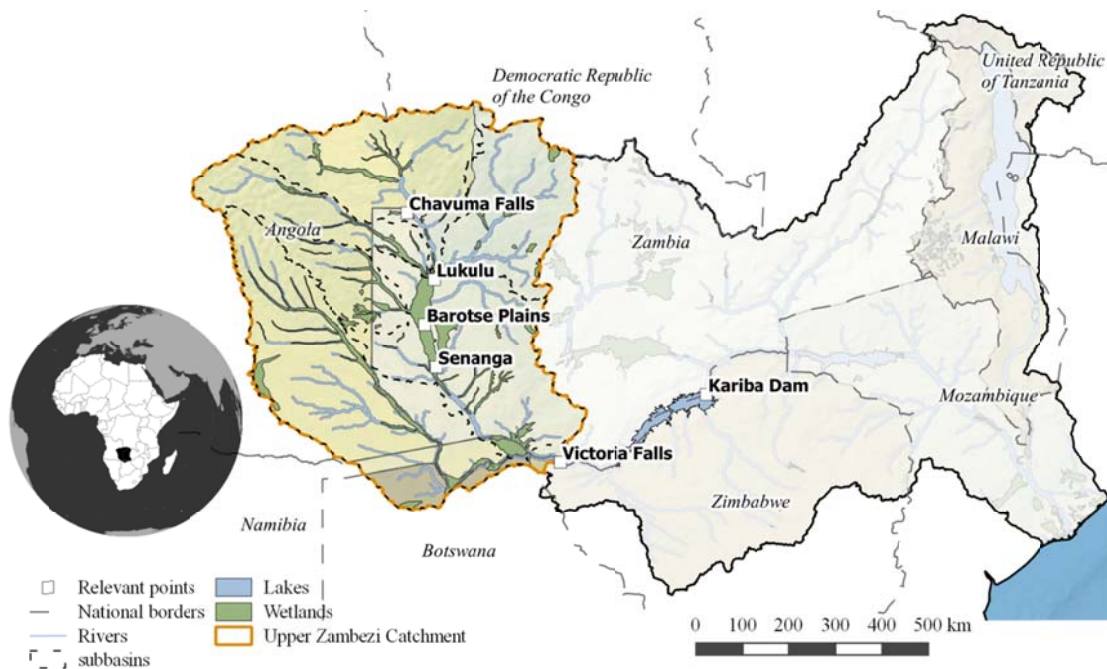 Democratic Republic
of the Congo
United Republic
of Tanzania
Chavuma Falls
Angola
Zambia
Malawi
Lukulu
Barotse Plains
Senanga
Kariba Dam
Mozambique
Victoria Falls
Zimbabwe
Namibia
Botswana
Relevant points
National borders
Rivers
subbasins
Lakes
Wetlands
Upper Zambezi Catchment
0 100 200 300 400 500 km